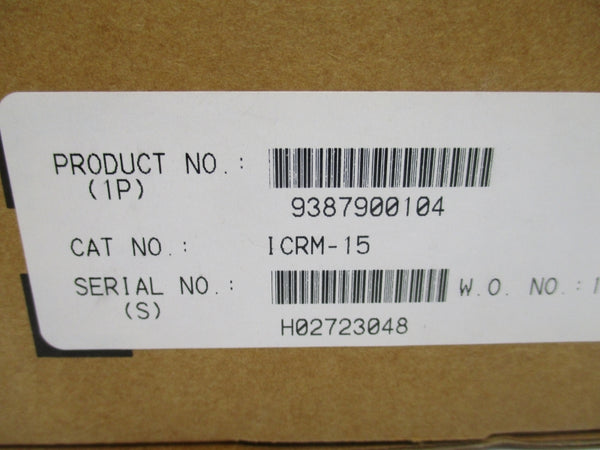 PRODUCT NO.:
(1P)
9387900104
CAT NO.: ICRM-15
SERIAL NO.: W.O. NO.:
(S)
H02723048